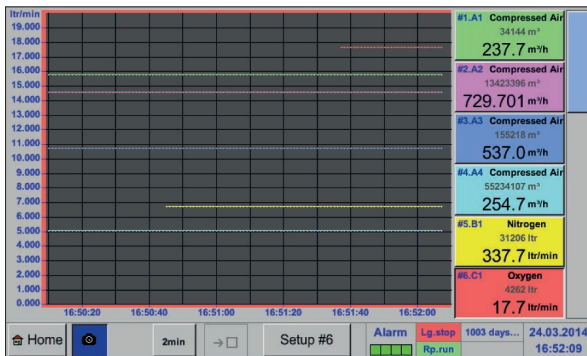 ltr/min
19.000
18.000
17.000
16.000
15.000
14.000
13.000
12.000
11.000
10.000
9.000
8.000
7.000
6.000
5.000
4.000
3.000
2.000
1.000
0.000
16:50:20 16:50:40 16:51:00 16:51:20 16:51:40 16:52:00
#1.A1 Compressed Air
34144 m³
237.7 m³/h
#2.A2 Compressed Air
13423396 m³
729.701 m³/h
#3.A3 Compressed Air
155218 m³
537.0 m³/h
#4.A4 Compressed Air
55234107 m³
254.7 m³/h
#5.B1 Nitrogen
31206 ltr
337.7 ltr/min
#6.C1 Oxygen
4262 ltr
17.7 ltr/min
Home
2min
Setup #6
Alarm
Lg.stop
Rp.run
1003 days...
24.03.2014
16:52:09